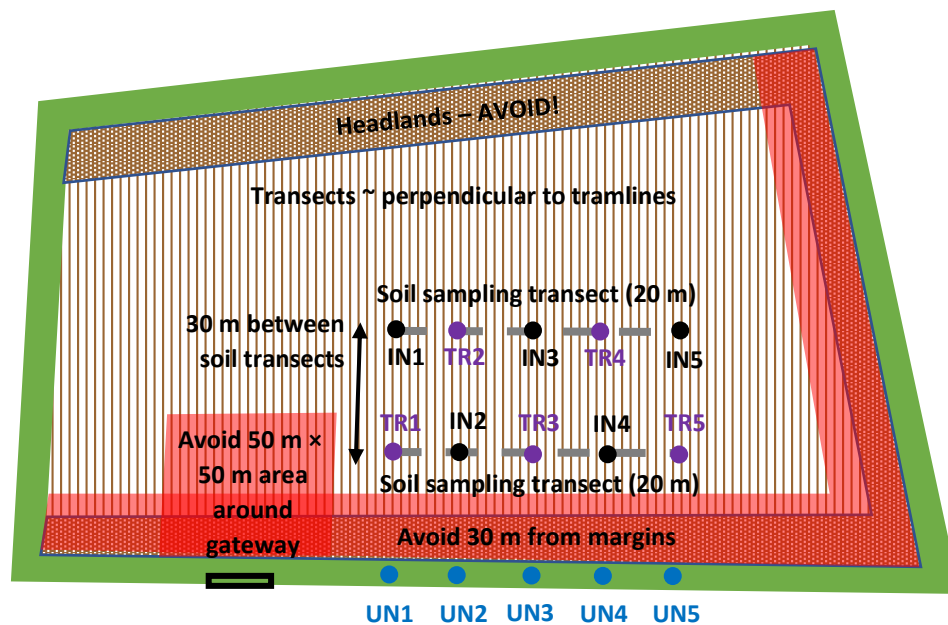 Headlands – AVOID!
Transects ~ perpendicular to tramlines
Soil sampling transect (20 m)
30 m between
soil transects
IN1 TR2 IN3 TR4 IN5
TR1 IN2 TR3 IN4 TR5
Soil sampling transect (20 m)
Avoid 50 m ×
50 m area
around
gateway
Avoid 30 m from margins
UN1 UN2 UN3 UN4 UN5